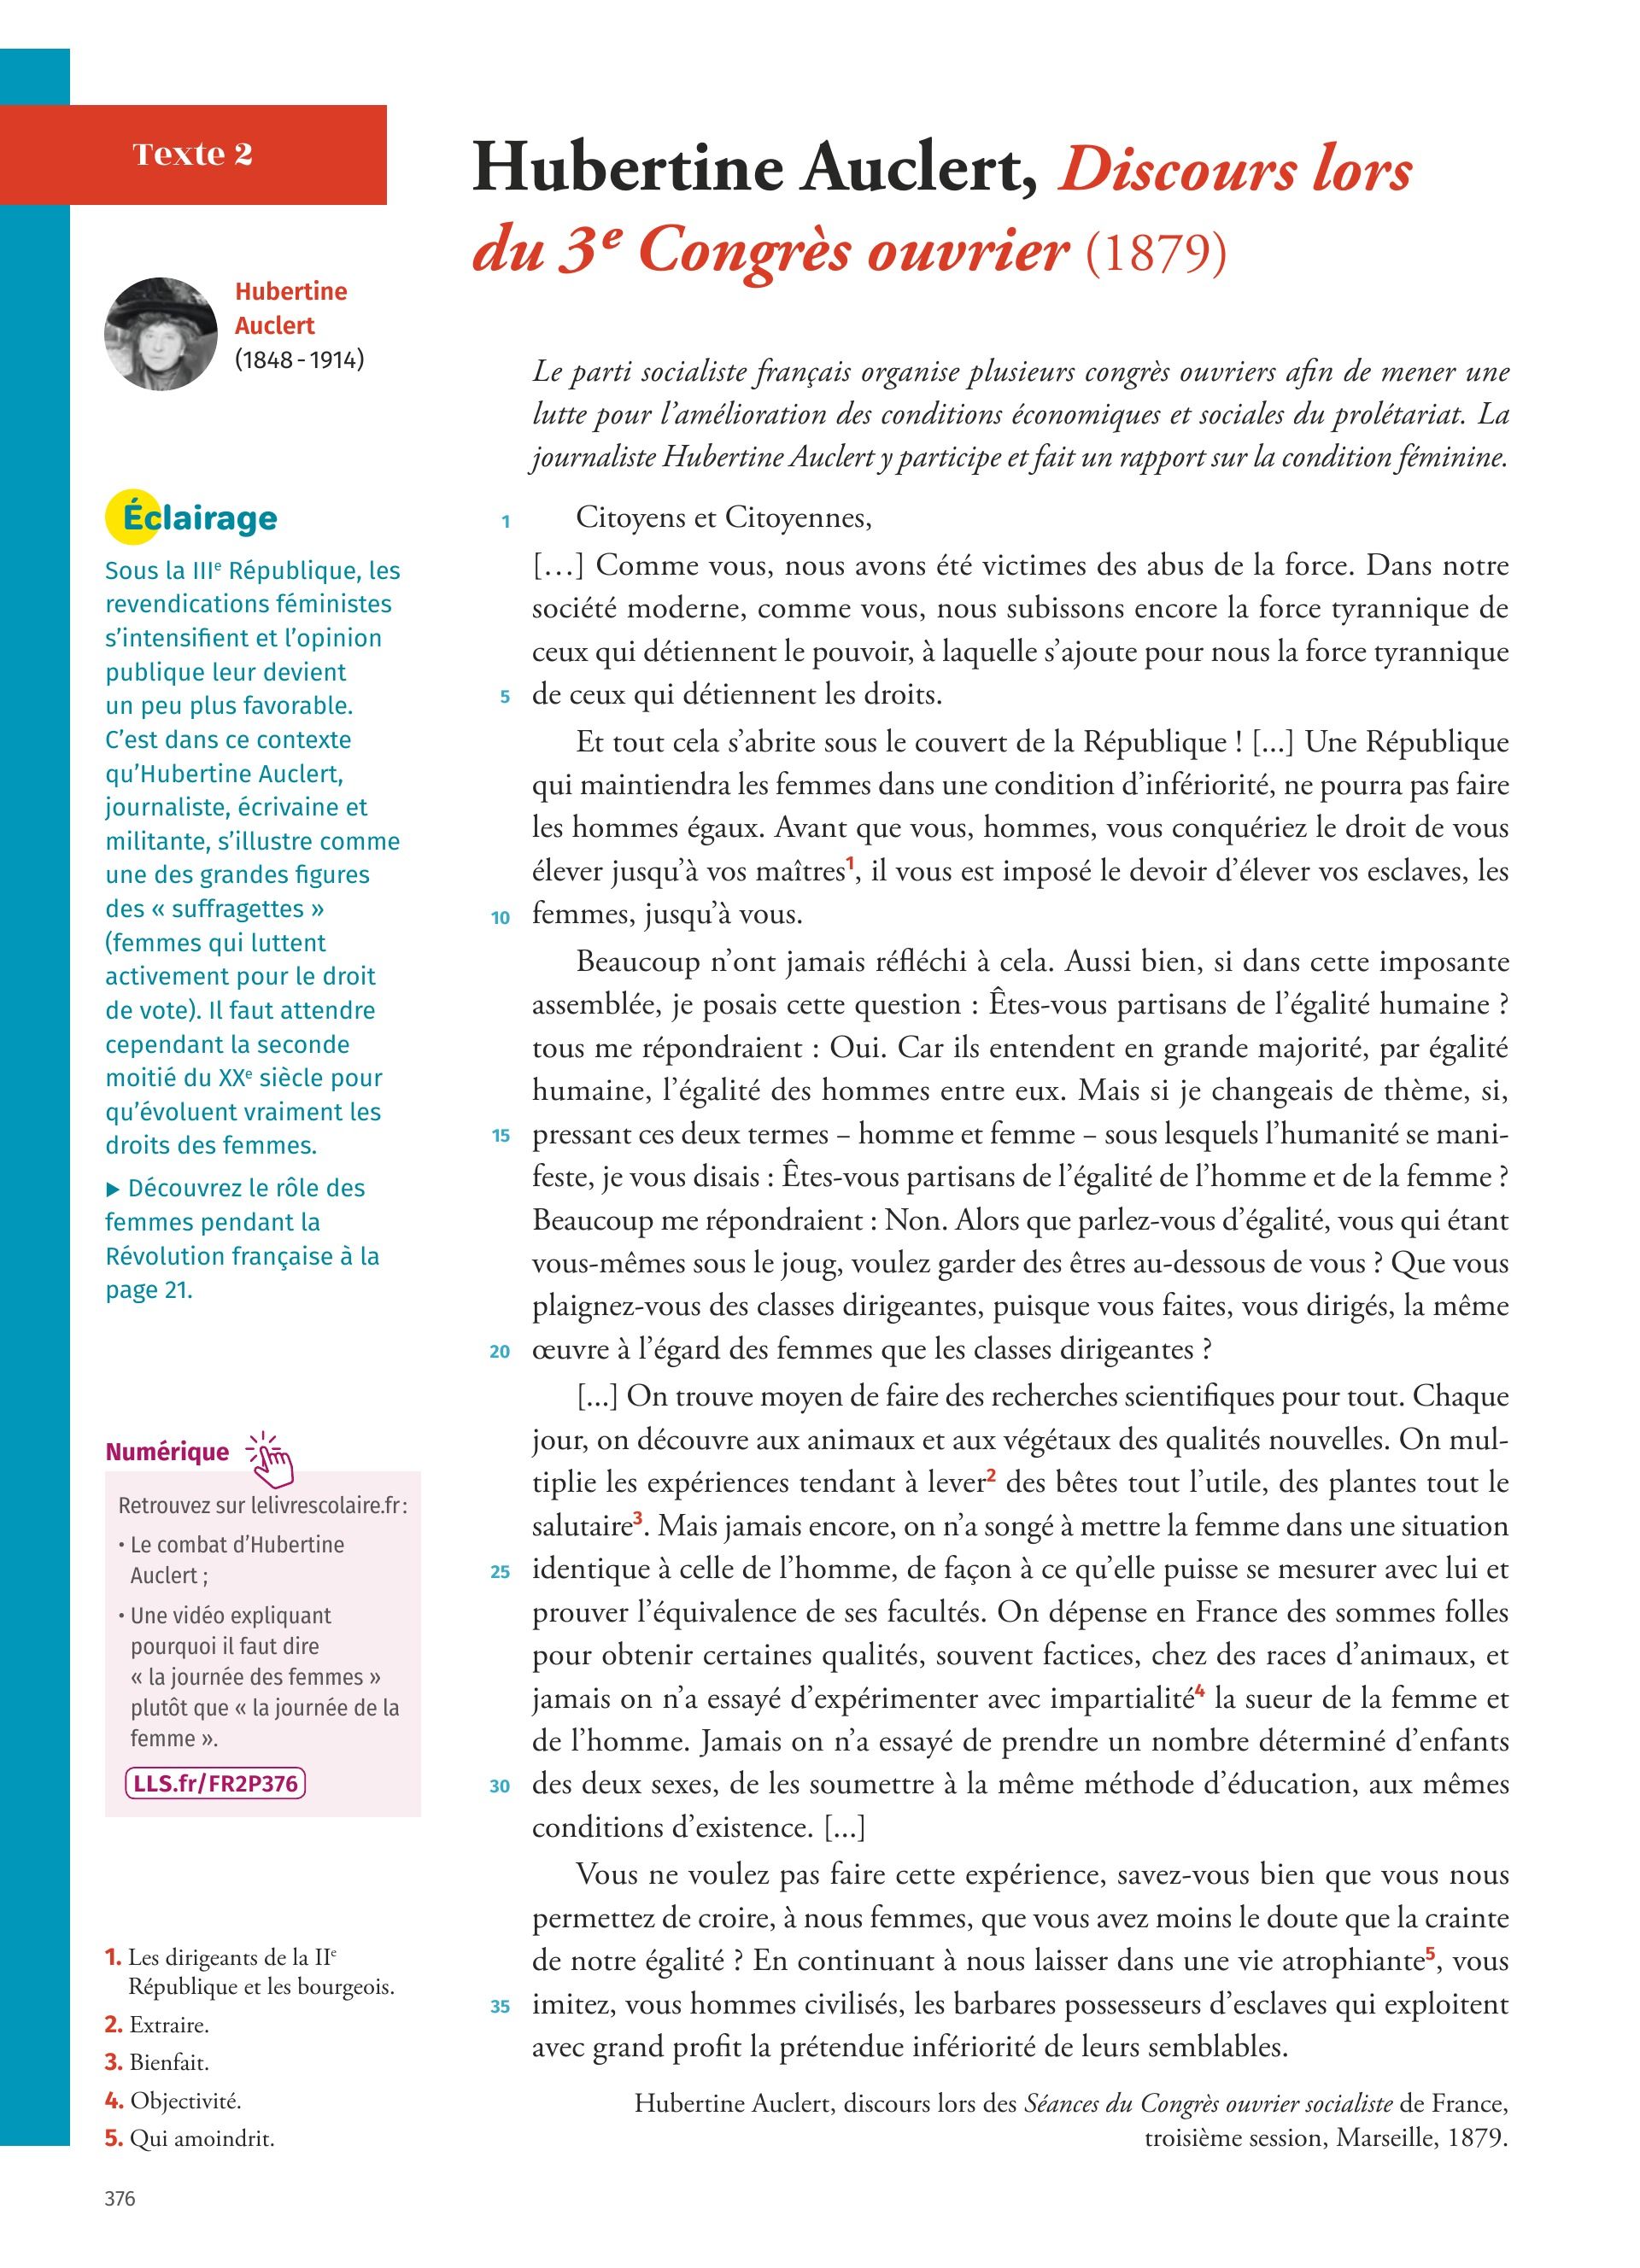 Texte 2
Hubertine Auclert, Discours lors
du 3e Congrès ouvrier (1879)
Hubertine
Auclert
(1848 - 1914)
Éclairage
Sous la IIIe République, les
revendications féministes
s’intensifient et l’opinion
publique leur devient
un peu plus favorable.
C’est dans ce contexte
qu’Hubertine Auclert,
journaliste, écrivaine et
militante, s’illustre comme
une des grandes figures
des « suffragettes »
(femmes qui luttent
activement pour le droit
de vote). Il faut attendre
cependant la seconde
moitié du XXe siècle pour
qu’évoluent vraiment les
droits des femmes.
▶ Découvrez le rôle des
femmes pendant la
Révolution française à la
page 21.
Numérique
Retrouvez sur lelivrescolaire.fr :
• Le combat d’Hubertine
Auclert ;
• Une vidéo expliquant
pourquoi il faut dire
« la journée des femmes »
plutôt que « la journée de la
femme ».
LLS.fr/FR2P376
1. Les dirigeants de la IIe
République et les bourgeois.
2. Extraire.
3. Bienfait.
4. Objectivité.
5. Qui amoindrit.
Le parti socialiste français organise plusieurs congrès ouvriers afin de mener une
lutte pour l’amélioration des conditions économiques et sociales du prolétariat. La
journaliste Hubertine Auclert y participe et fait un rapport sur la condition féminine.
1 Citoyens et Citoyennes,
[…] Comme vous, nous avons été victimes des abus de la force. Dans notre
société moderne, comme vous, nous subissons encore la force tyrannique de
ceux qui détiennent le pouvoir, à laquelle s’ajoute pour nous la force tyrannique
5 de ceux qui détiennent les droits.
Et tout cela s’abrite sous le couvert de la République ! [...] Une République
qui maintiendra les femmes dans une condition d’infériorité, ne pourra pas faire
les hommes égaux. Avant que vous, hommes, vous conquériez le droit de vous
élever jusqu’à vos maîtres1, il vous est imposé le devoir d’élever vos esclaves, les
10 femmes, jusqu’à vous.
Beaucoup n’ont jamais réfléchi à cela. Aussi bien, si dans cette imposante
assemblée, je posais cette question : Êtes-vous partisans de l’égalité humaine ?
tous me répondraient : Oui. Car ils entendent en grande majorité, par égalité
humaine, l’égalité des hommes entre eux. Mais si je changeais de thème, si,
15 pressant ces deux termes – homme et femme – sous lesquels l’humanité se mani-
feste, je vous disais : Êtes-vous partisans de l’égalité de l’homme et de la femme ?
Beaucoup me répondraient : Non. Alors que parlez-vous d’égalité, vous qui étant
vous-mêmes sous le joug, voulez garder des êtres au-dessous de vous ? Que vous
plaignez-vous des classes dirigeantes, puisque vous faites, vous dirigés, la même
20 œuvre à l’égard des femmes que les classes dirigeantes ?
[...] On trouve moyen de faire des recherches scientifiques pour tout. Chaque
jour, on découvre aux animaux et aux végétaux des qualités nouvelles. On mul-
tiplie les expériences tendant à lever2 des bêtes tout l’utile, des plantes tout le
salutaire3. Mais jamais encore, on n’a songé à mettre la femme dans une situation
25 identique à celle de l’homme, de façon à ce qu’elle puisse se mesurer avec lui et
prouver l’équivalence de ses facultés. On dépense en France des sommes folles
pour obtenir certaines qualités, souvent factices, chez des races d’animaux, et
jamais on n’a essayé d’expérimenter avec impartialité4 la sueur de la femme et
de l’homme. Jamais on n’a essayé de prendre un nombre déterminé d’enfants
30 des deux sexes, de les soumettre à la même méthode d’éducation, aux mêmes
conditions d’existence. [...]
Vous ne voulez pas faire cette expérience, savez-vous bien que vous nous
permettez de croire, à nous femmes, que vous avez moins le doute que la crainte
de notre égalité ? En continuant à nous laisser dans une vie atrophiante5, vous
35 imitez, vous hommes civilisés, les barbares possesseurs d’esclaves qui exploitent
avec grand profit la prétendue infériorité de leurs semblables.
Hubertine Auclert, discours lors des Séances du Congrès ouvrier socialiste de France,
troisième session, Marseille, 1879.
376